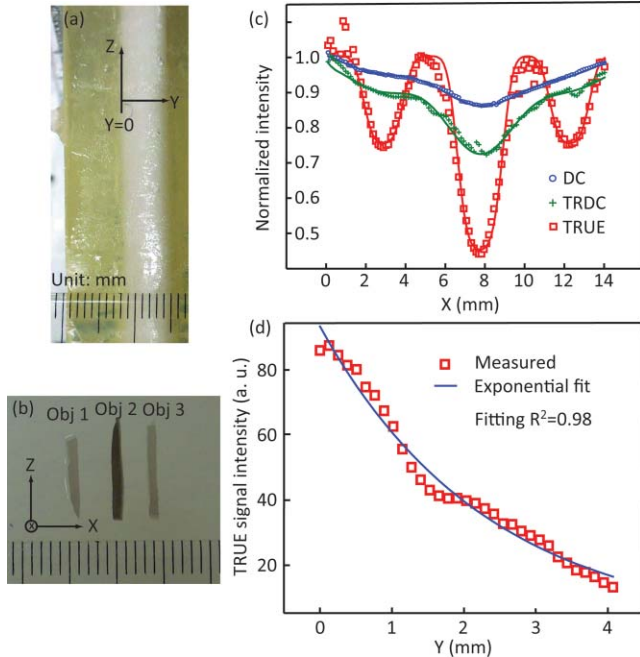 (a)
Z
Y
Y=0
Unit: mm
(b)
Obj 1
Obj 2
Obj 3
Z
X
X
(c)
Normalized intensity
1.0
0.9
0.8
0.7
0.6
0.5
0
2
4
6
8
10
12
14
X (mm)
DC
TRDC
TRUE
(d)
TRUE signal intensity (a. u.)
80
60
40
20
0
1
2
3
4
Y (mm)
Measured
Exponential fit
Fitting R²=0.98